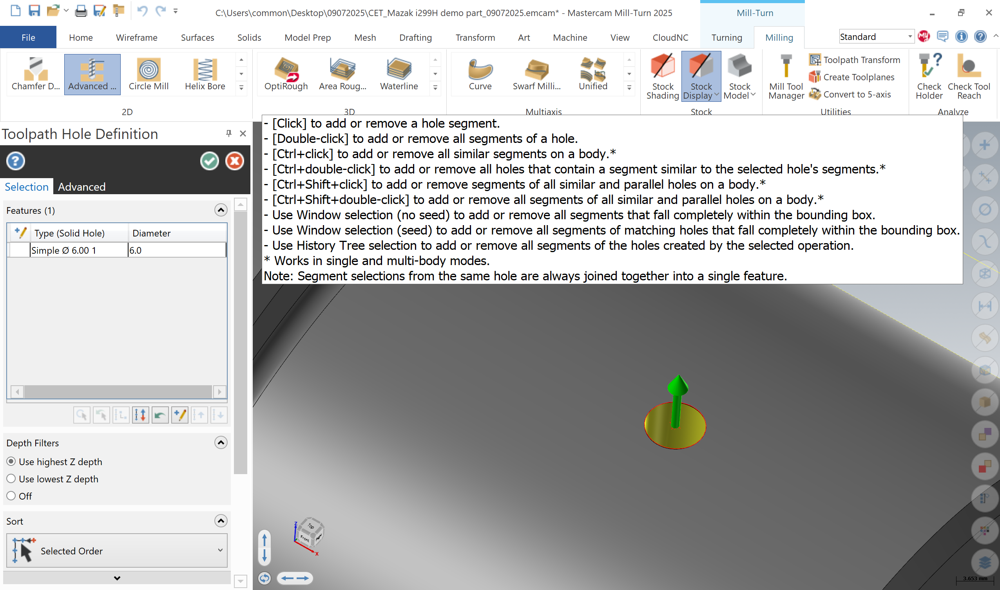 C:\Users\common\Desktop\09072025\CET_Mazak i299H demo part_09072025.emcam* - Mastercam Mill-Turn 2025
Mill-Turn
File
Home
Wireframe
Surfaces
Solids
Model Prep
Mesh
Drafting
Transform
Art
Machine
View
CloudNC
Turning
Milling
Standard
Chamfer D...
Advanced ...
Circle Mill
Helix Bore
2D
OptiRough
Area Roug...
Waterline
3D
Curve
Swarf Milli...
Unified
Multiaxis
Stock
Shading
Stock
Display
Stock
Model
Stock
Mill Tool
Manager
Toolpath Transform
Create Toolplanes
Convert to 5-axis
Utilities
Check
Holder
Check Tool
Reach
Analyze
Toolpath Hole Definition
Selection
Advanced
Features (1)
Type (Solid Hole)
Diameter
Simple Ø 6.00 1
6.0
Depth Filters
Use highest Z depth
Use lowest Z depth
Off
Sort
Selected Order
- [Click] to add or remove a hole segment.
- [Double-click] to add or remove all segments of a hole.
- [Ctrl+click] to add or remove all similar segments on a body.*
- [Ctrl+double-click] to add or remove all holes that contain a segment similar to the selected hole's segments.*
- [Ctrl+Shift+click] to add or remove segments of all similar and parallel holes on a body.*
- [Ctrl+Shift+double-click] to add or remove all segments of all similar and parallel holes on a body.*
- Use Window selection (no seed) to add or remove all segments that fall completely within the bounding box.
- Use Window selection (seed) to add or remove all segments of matching holes that fall completely within the bounding box.
- Use History Tree selection to add or remove all segments of the holes created by the selected operation.
* Works in single and multi-body modes.
Note: Segment selections from the same hole are always joined together into a single feature.
Z
Top
Front
X
3.653 mm